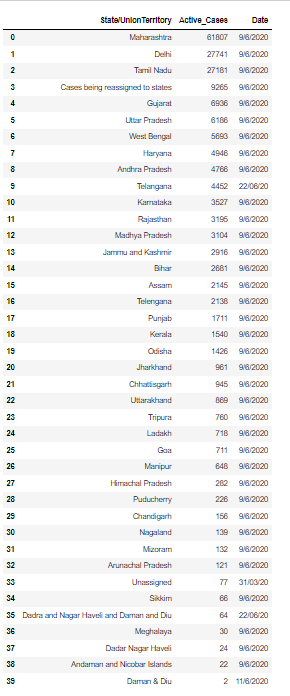 State/UnionTerritory Active_Cases Date
0 Maharashtra 61807 9/6/2020
1 Delhi 27741 9/6/2020
2 Tamil Nadu 27181 9/6/2020
3 Cases being reassigned to states 9265 9/6/2020
4 Gujarat 6936 9/6/2020
5 Uttar Pradesh 6186 9/6/2020
6 West Bengal 5693 9/6/2020
7 Haryana 4946 9/6/2020
8 Andhra Pradesh 4766 9/6/2020
9 Telangana 4452 22/06/20
10 Karnataka 3527 9/6/2020
11 Rajasthan 3195 9/6/2020
12 Madhya Pradesh 3104 9/6/2020
13 Jammu and Kashmir 2916 9/6/2020
14 Bihar 2681 9/6/2020
15 Assam 2145 9/6/2020
16 Telengana 2138 9/6/2020
17 Punjab 1711 9/6/2020
18 Kerala 1540 9/6/2020
19 Odisha 1426 9/6/2020
20 Jharkhand 961 9/6/2020
21 Chhattisgarh 945 9/6/2020
22 Uttarakhand 869 9/6/2020
23 Tripura 760 9/6/2020
24 Ladakh 718 9/6/2020
25 Goa 711 9/6/2020
26 Manipur 648 9/6/2020
27 Himachal Pradesh 282 9/6/2020
28 Puducherry 226 9/6/2020
29 Chandigarh 156 9/6/2020
30 Nagaland 139 9/6/2020
31 Mizoram 132 9/6/2020
32 Arunachal Pradesh 121 9/6/2020
33 Unassigned 77 31/03/20
34 Sikkim 66 9/6/2020
35 Dadra and Nagar Haveli and Daman and Diu 64 22/06/20
36 Meghalaya 30 9/6/2020
37 Dadar Nagar Haveli 24 9/6/2020
38 Andaman and Nicobar Islands 22 9/6/2020
39 Daman & Diu 2 11/6/2020